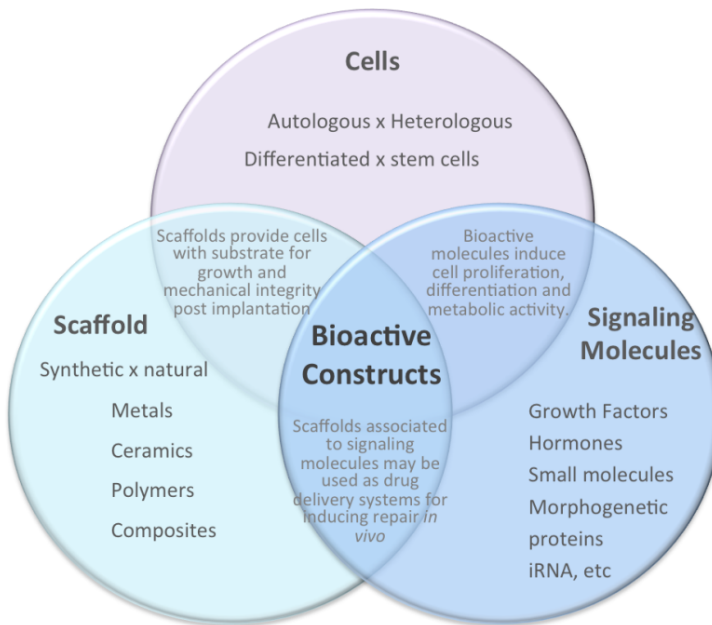 Cells
Autologous x Heterologous
Differentiated x stem cells
Scaffolds provide cells
with substrate for
growth and
mechanical integrity
post implantation
Bioactive
molecules induce
cell proliferation,
differentiation and
metabolic activity.
Scaffold
Synthetic x natural
Metals
Ceramics
Polymers
Composites
Bioactive
Constructs
Scaffolds associated
to signaling
molecules may be
used as drug
delivery systems for
inducing repair in
vivo
Signaling
Molecules
Growth Factors
Hormones
Small molecules
Morphogenetic
proteins
iRNA, etc